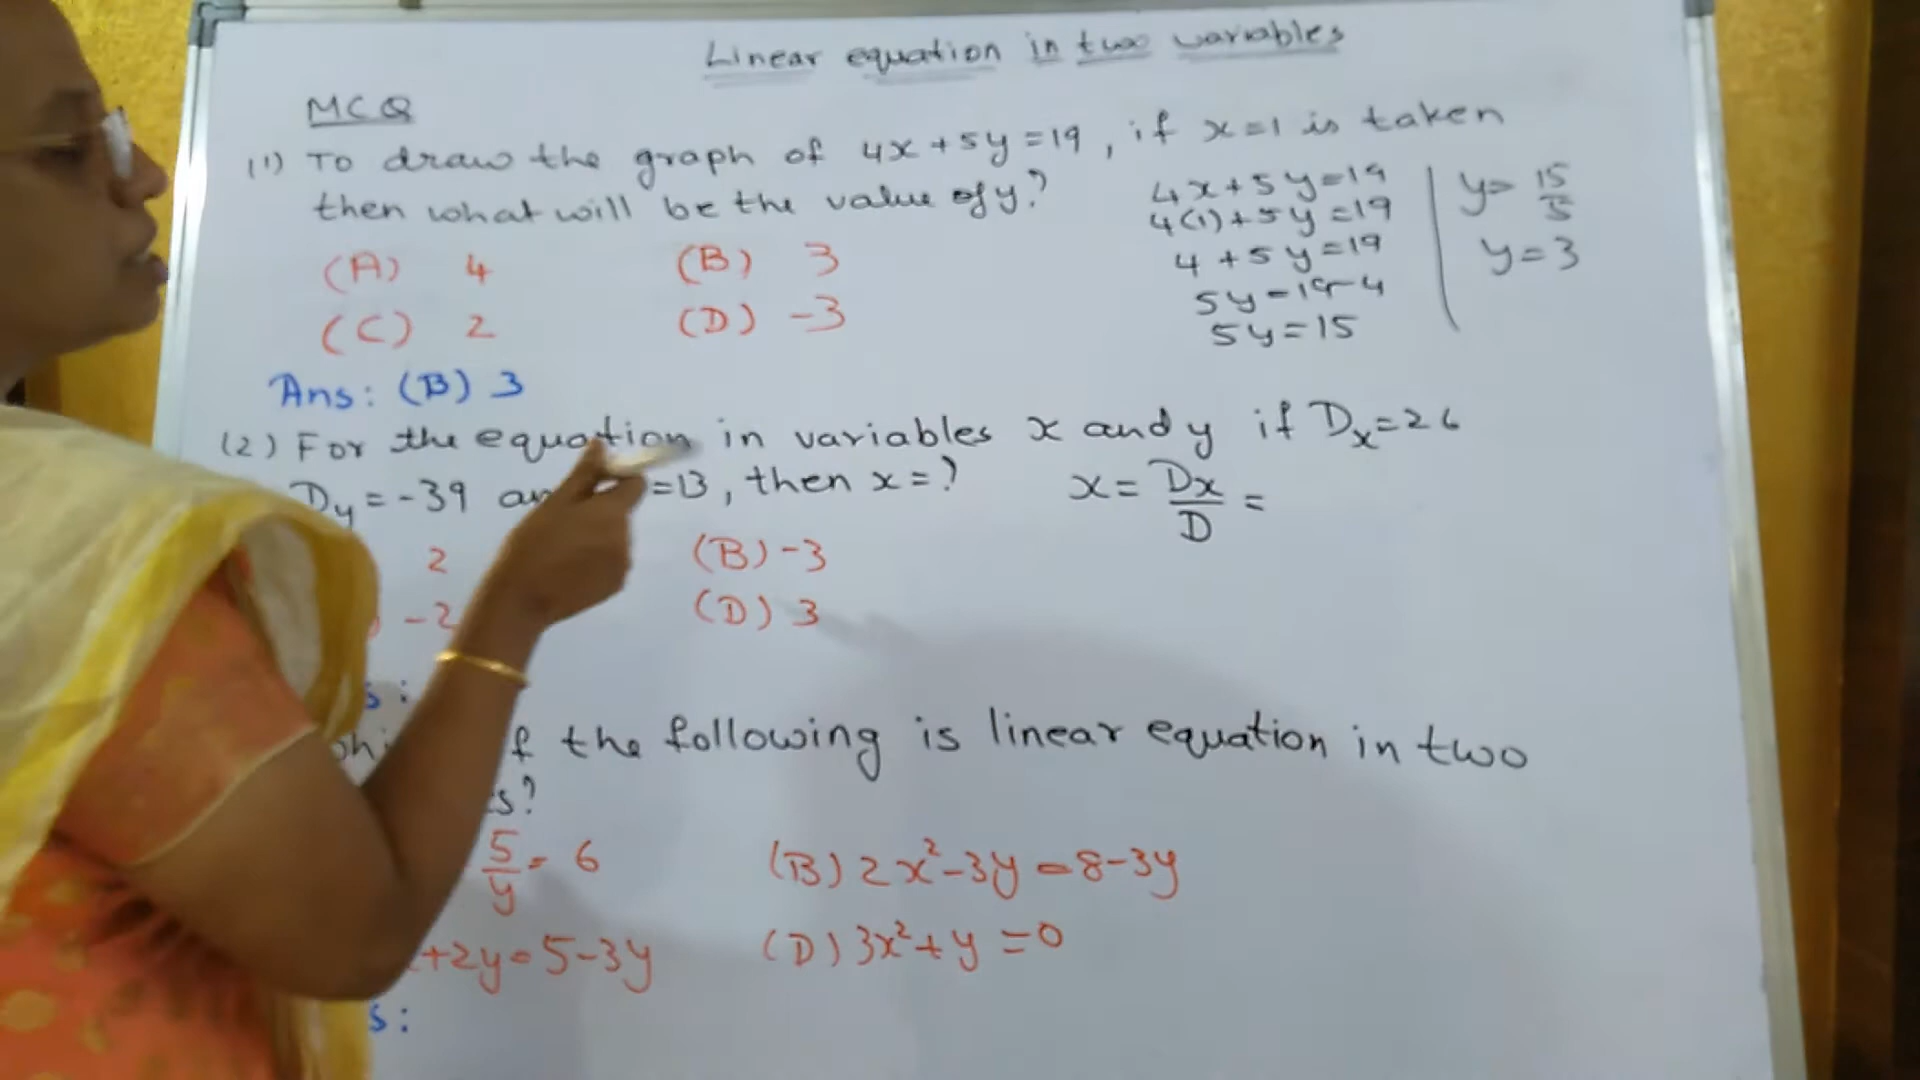 Linear equation in two variables
MCQ
(1) To draw the graph of 4x+5y=19, if x=1 is taken
then what will be the value of y?
(A) 4 (B) 3
(C) 2 (D) -3
4x+5y=19
4(1)+5y=19
4+5y=19
5y=19-4
5y=15
y= 15/5
y=3
Ans: (B) 3
(2) For the equation in variables x and y if Dx=26
Dy=-39 =13, then x=?
x= Dx/D =
2 (B) -3
-2 (D) 3
of the following is linear equation in two
5/y = 6 (B) 2x²-3y=8-3y
+2y=5-3y (D) 3x²+y=0